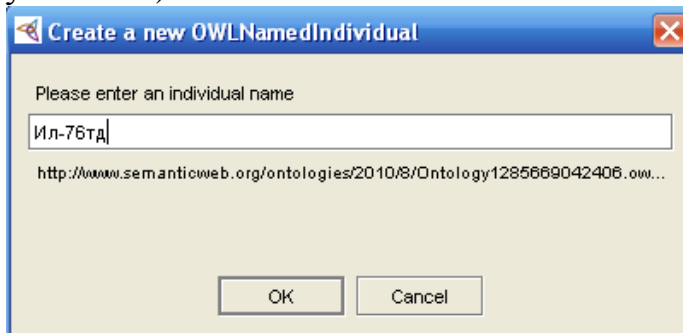 Create a new OWLNamedIndividual
Please enter an individual name
Ил-76тд
http://www.semanticweb.org/ontologies/2010/8/Ontology1285669042406.ow...
OK Cancel